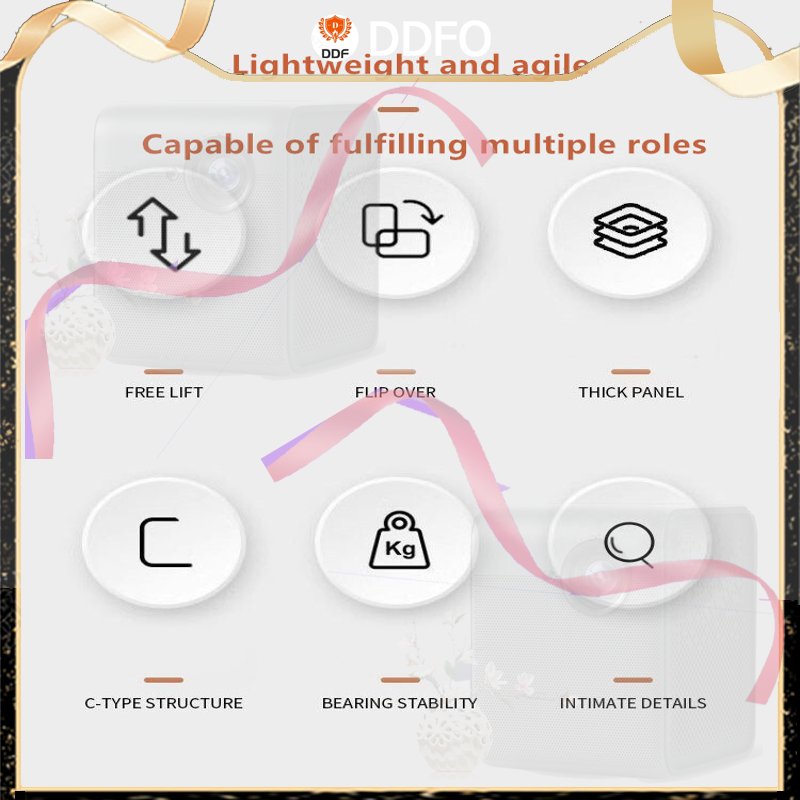 DDFO
DDF
Lightweight and agile
Capable of fulfilling multiple roles
FREE LIFT
FLIP OVER
THICK PANEL
Kg
C-TYPE STRUCTURE
BEARING STABILITY
INTIMATE DETAILS